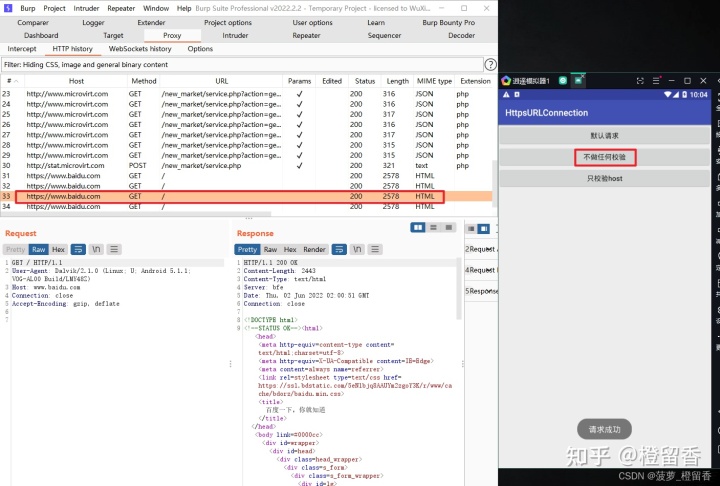 Burp Project Intruder Repeater Window Help Burp Suite Professional v2022.2.2 - Temporary Project - licensed to WuXi...
Comparer Logger Extender Project options User options Learn Burp Bounty Pro
Dashboard Target Proxy Intruder Repeater Sequencer Decoder
Intercept HTTP history WebSockets history Options
Filter: Hiding CSS, image and general binary content
# Host Method URL Params Edited Status Length MIME type Extension
23 http://www.microvirt.com GET /new_market/service.php?action=ge... ✓ 200 316 JSON php
24 http://www.microvirt.com GET /new_market/service.php?action=ge... ✓ 200 316 JSON php
25 http://www.microvirt.com GET /new_market/service.php?action=ge... ✓ 200 317 JSON php
26 http://www.microvirt.com GET /new_market/service.php?action=ge... ✓ 200 316 JSON php
27 http://www.microvirt.com GET /new_market/service.php?action=ge... ✓ 200 317 JSON php
28 http://www.microvirt.com GET /new_market/service.php?action=ge... ✓ 200 315 JSON php
29 http://www.microvirt.com GET /new_market/service.php?action=ge... ✓ 200 315 JSON php
30 http://stat.microvirt.com POST /new_market/service.php ✓ 200 321 text php
31 https://www.baidu.com GET / 200 2578 HTML
32 https://www.baidu.com GET / 200 2578 HTML
33 https://www.baidu.com GET / 200 2578 HTML
34 https://www.baidu.com GET / 200 2578 HTML
Request
Pretty Raw Hex \n
1 GET / HTTP/1.1
2 User-Agent: Dalvik/2.1.0 (Linux; U; Android 5.1.1;
VOG-AL00 Build/LMY48Z)
3 Host: www.baidu.com
4 Connection: close
5 Accept-Encoding: gzip, deflate
6
7
Response
Pretty Raw Hex Render \n
1 HTTP/1.1 200 OK
2 Content-Length: 2443
3 Content-Type: text/html
4 Server: bfe
5 Date: Thu, 02 Jun 2022 02:00:51 GMT
6 Connection: close
7
8 <!DOCTYPE html>
9 <!--STATUS OK--><html>
<head>
<meta http-equiv=content-type content=
text/html;charset=utf-8>
<meta http-equiv=X-UA-Compatible content=IE=Edge>
<meta content=always name=referrer>
<link rel=stylesheet type=text/css href=
https://ss1.bdstatic.com/5eN1bjq8AAUYm2zgoY3K/r/www/ca
che/bdorz/baidu.min.css>
<title>
百度一下，你就知道
</title>
</head>
<body link=#0000cc>
<div id=wrapper>
<div id=head>
<div class=head_wrapper>
<div class=s_form>
<div class=s_form_wrapper>
<div id=lg>
逍遥模拟器1
10:04
HttpsURLConnection
默认请求
不做任何校验
只校验host
请求成功
知乎 @橙留香
CSDN @菠萝_橙留香